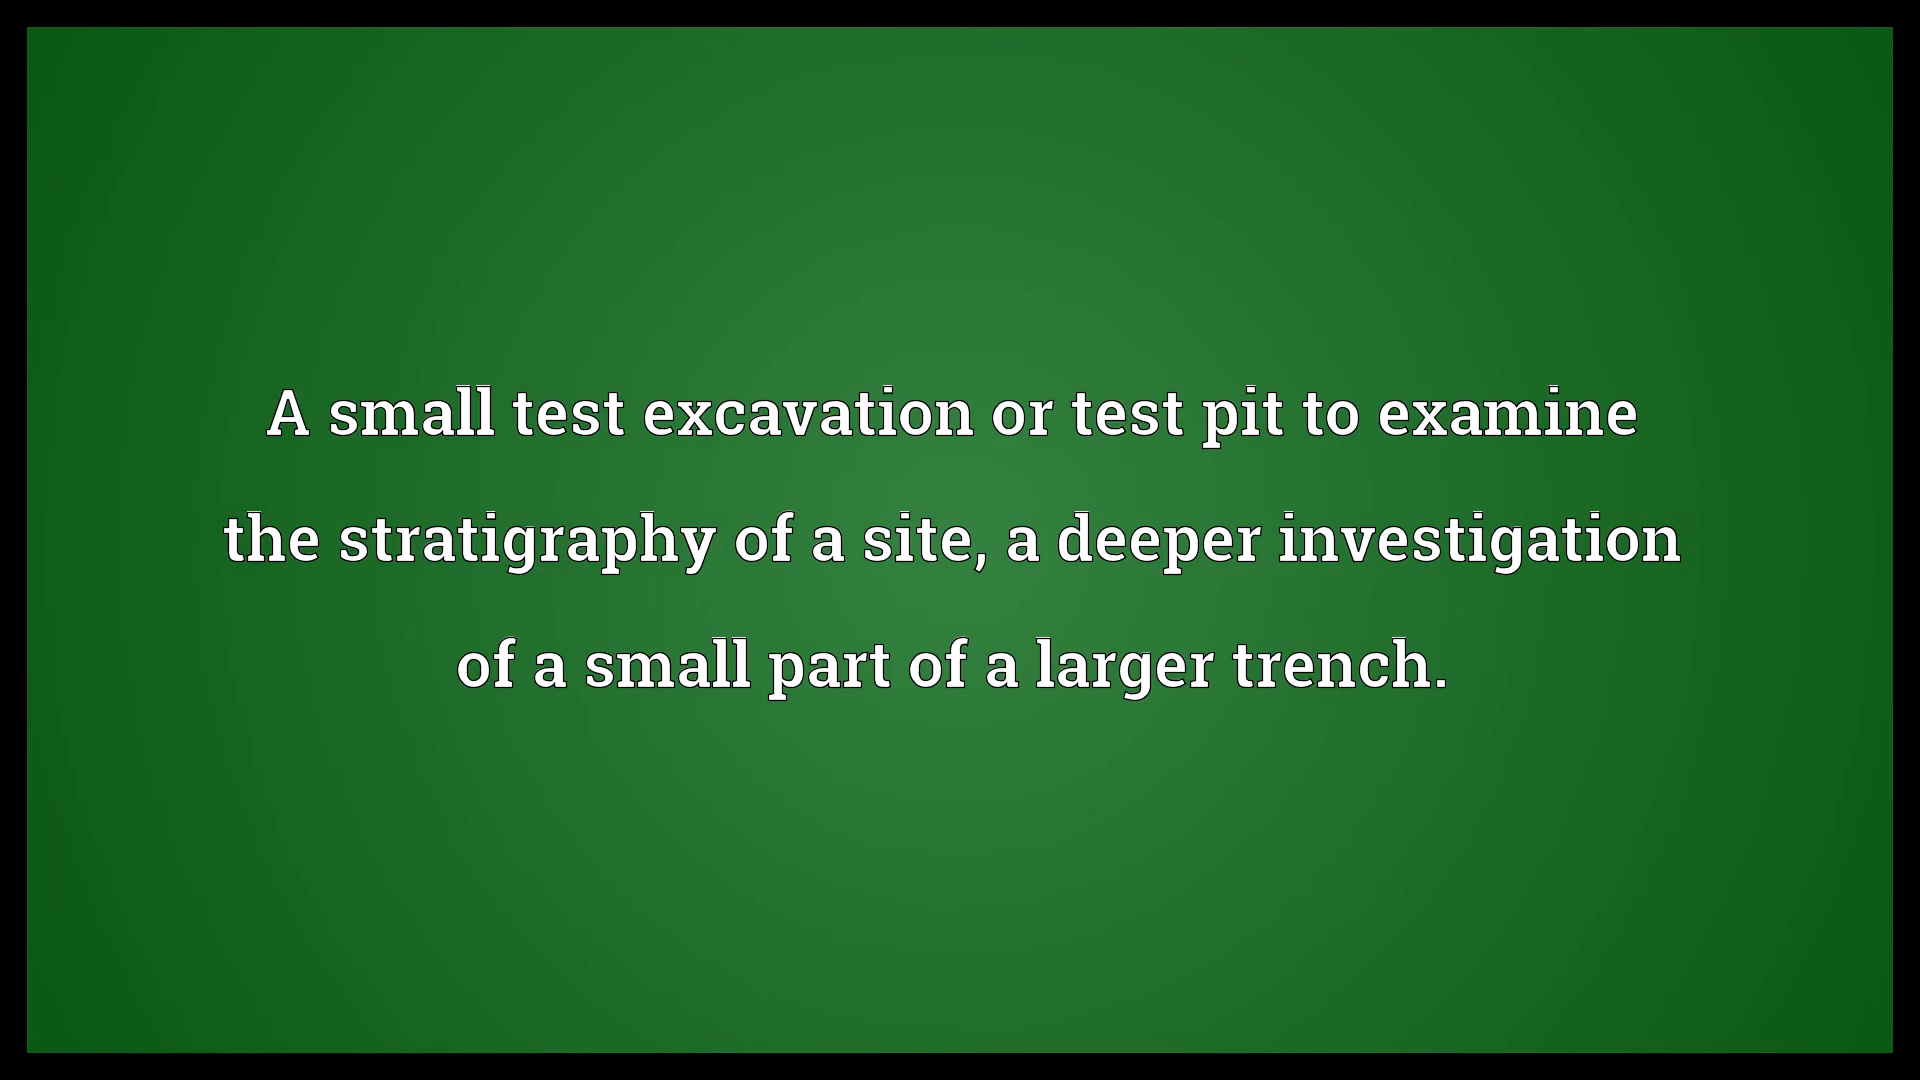 A small test excavation or test pit to examine
the stratigraphy of a site, a deeper investigation
of a small part of a larger trench.